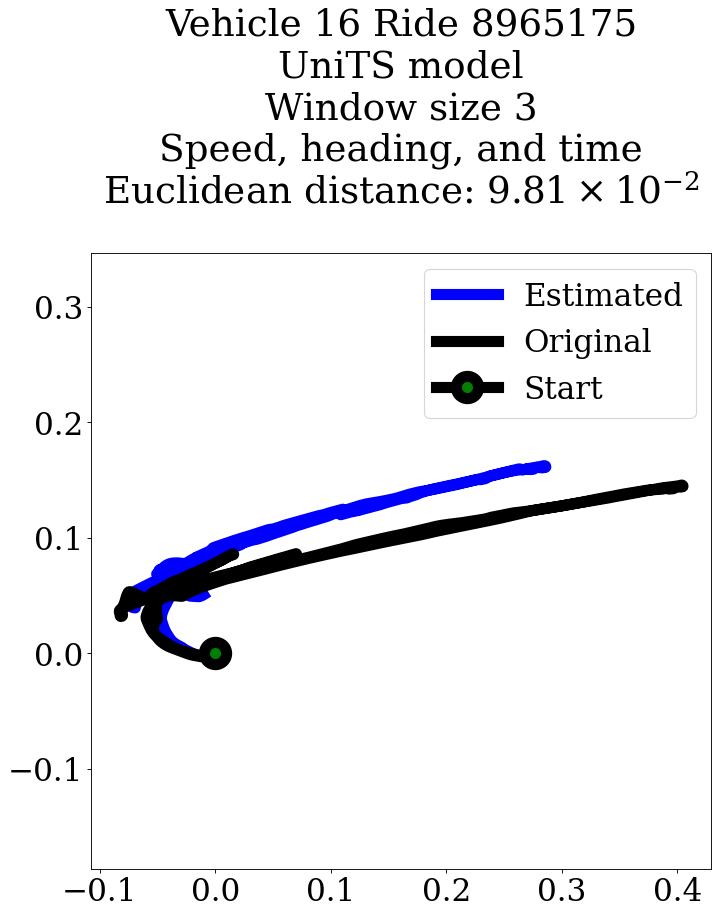 Vehicle 16 Ride 8965175
UniTS model
Window size 3
Speed, heading, and time
Euclidean distance: 9.81 × 10⁻²
Estimated
Original
Start
0.3
0.2
0.1
0.0
−0.1
−0.1 0.0 0.1 0.2 0.3 0.4